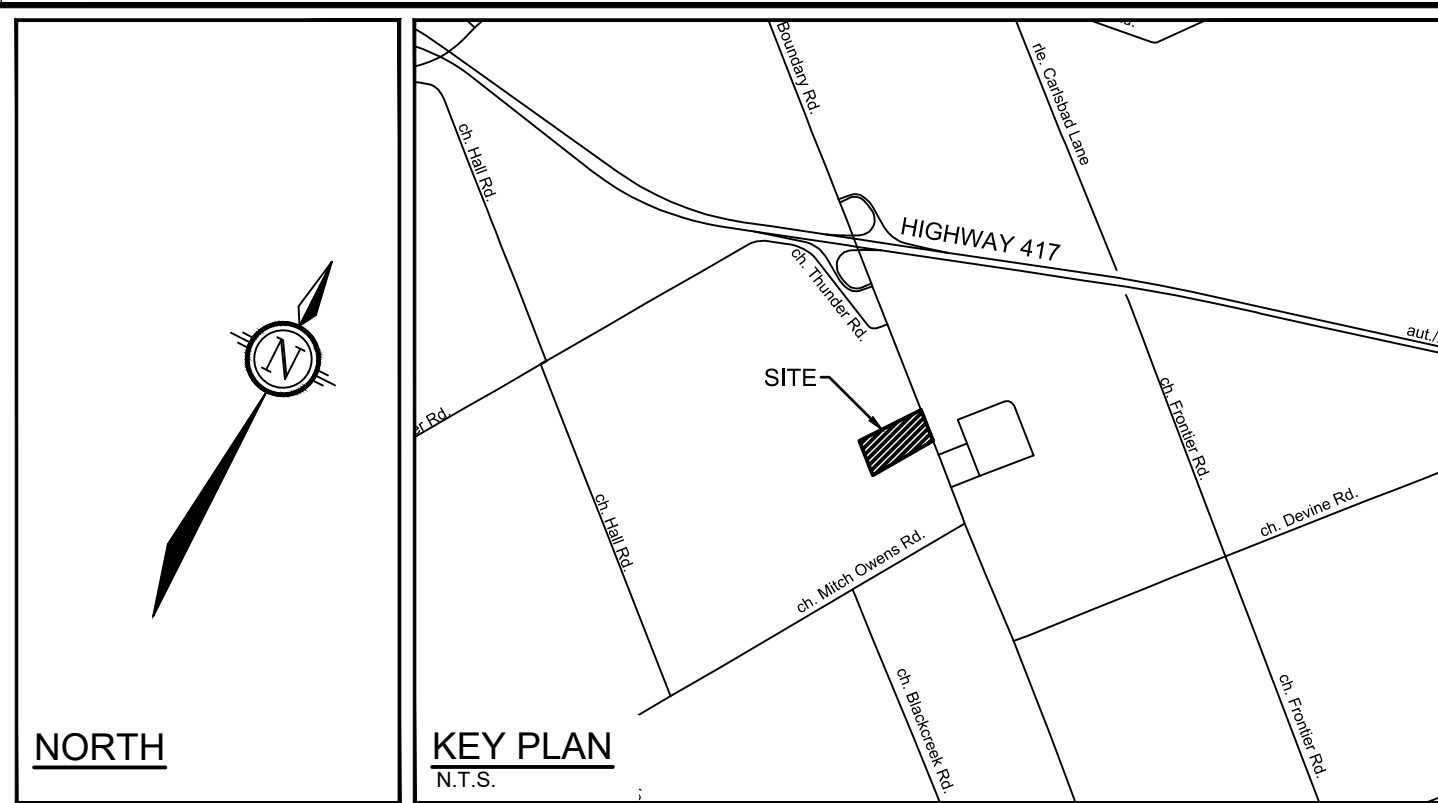 Boundary Rd.
rle. Carlsbad Lane
ch. Hall Rd.
HIGHWAY 417
ch. Thunder Rd.
aut./
N
SITE
er Rd.
ch. Frontier Rd.
ch. Hall Rd.
ch. Devine Rd.
ch. Mitch Owens Rd.
ch. Blackcreek Rd.
ch. Frontier Rd.
NORTH
KEY PLAN
N.T.S.